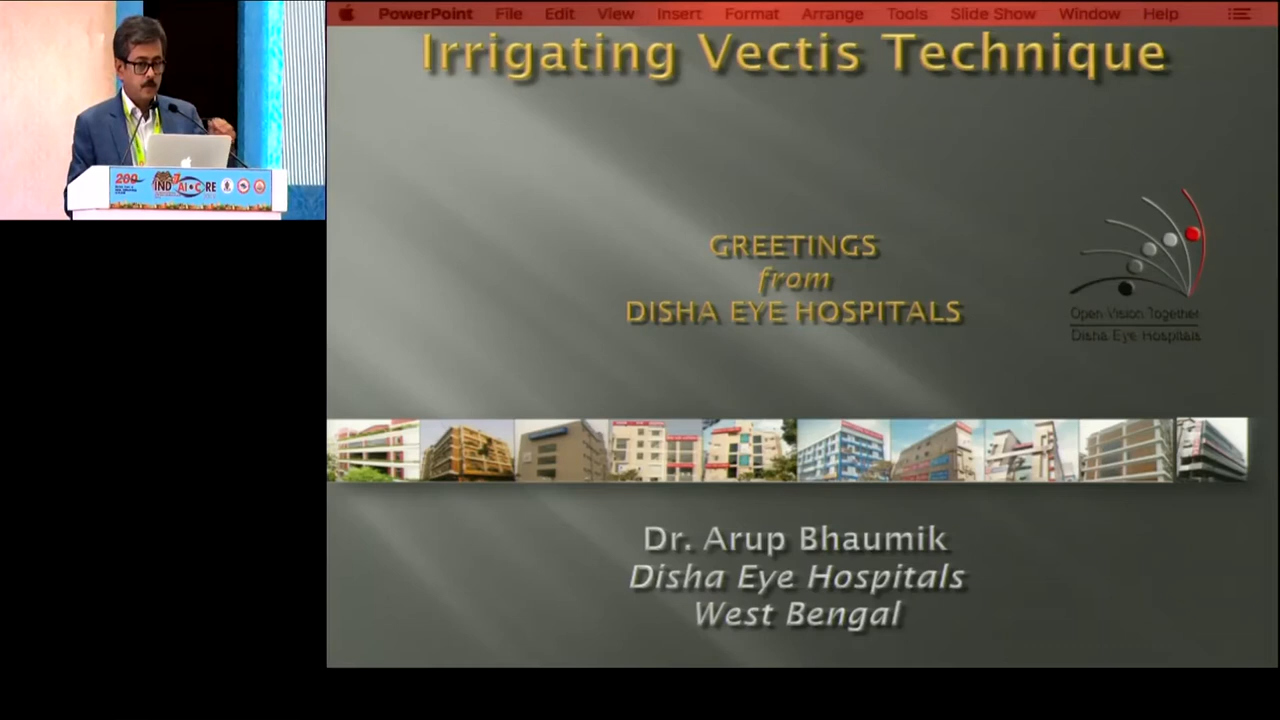 PowerPoint File Edit View Insert Format Arrange Tools Slide Show Window Help
Irrigating Vectis Technique
GREETINGS
from
DISHA EYE HOSPITALS
Open Vision Together
Disha Eye Hospitals
Dr. Arup Bhaumik
Disha Eye Hospitals
West Bengal
200